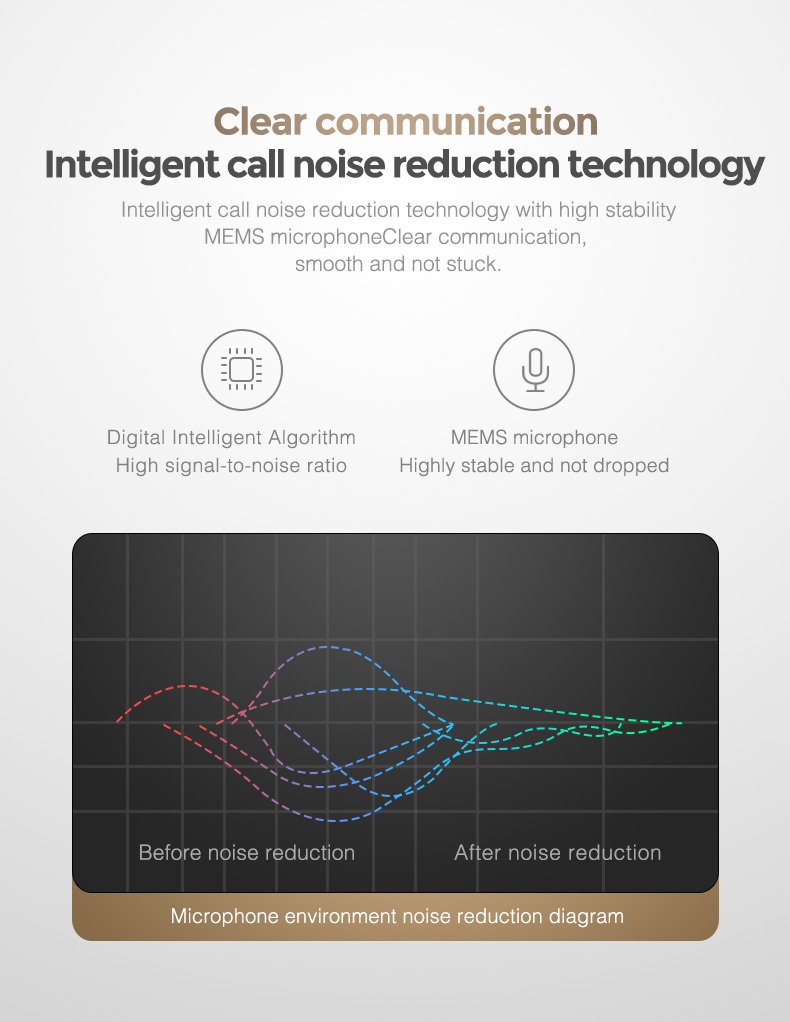 Clear communication
Intelligent call noise reduction technology
Intelligent call noise reduction technology with high stability
MEMS microphoneClear communication,
smooth and not stuck.
Digital Intelligent Algorithm
High signal-to-noise ratio
MEMS microphone
Highly stable and not dropped
Before noise reduction
After noise reduction
Microphone environment noise reduction diagram